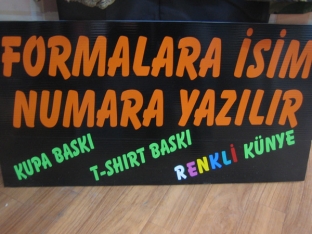 FORMALARA İSİM
NUMARA YAZILIR
KUPA BASKI
T-SHIRT BASKI
RENKLİ KÜNYE